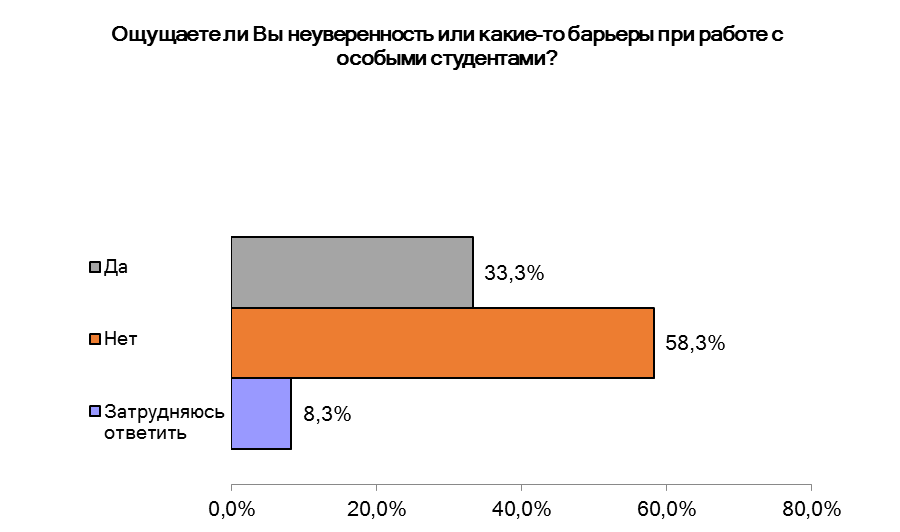 Ощущаете ли Вы неуверенность или какие-то барьеры при работе с
особыми студентами?
Да
33,3%
Нет
58,3%
Затрудняюсь
ответить
8,3%
0,0%
20,0%
40,0%
60,0%
80,0%